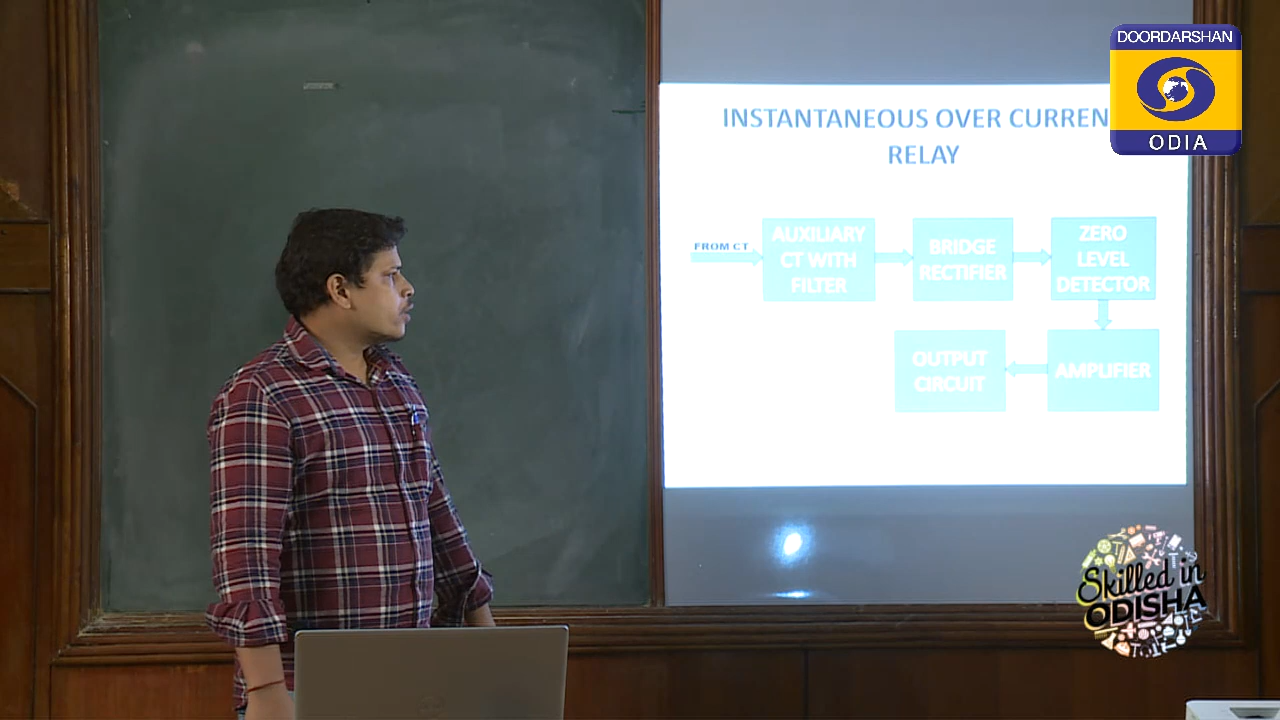 DOORDARSHAN
ODIA
INSTANTANEOUS OVER CURREN
RELAY
FROM CT
AUXILIARY
CT WITH
FILTER
BRIDGE
RECTIFIER
ZERO
LEVEL
DETECTOR
OUTPUT
CIRCUIT
AMPLIFIER
Skilled in
ODISHA